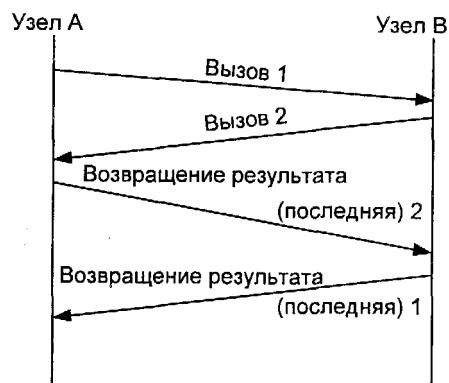 Узел A
Узел B
Вызов 1
Вызов 2
Возвращение результата
(последняя) 2
Возвращение результата
(последняя) 1